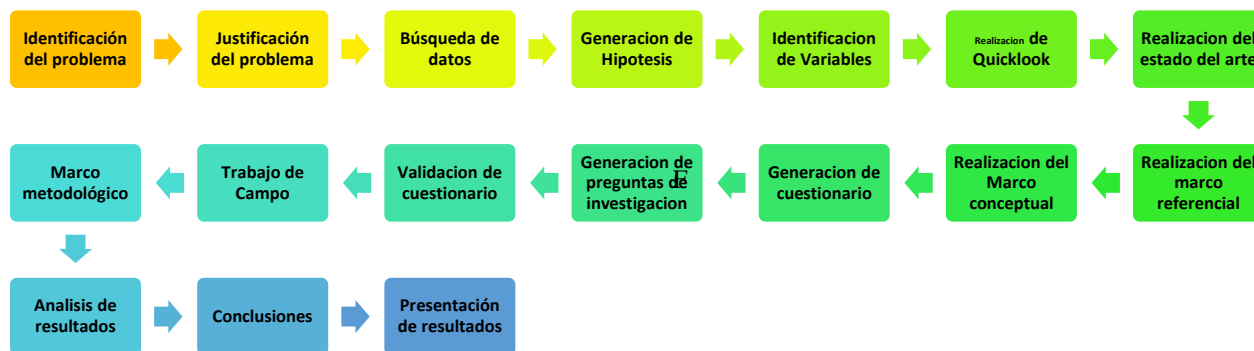 Identificación
del problema
Justificación
del problema
Búsqueda de
datos
Generacion de
Hipotesis
Identificacion
de Variables
Realizacion de
Quicklook
Realizacion del
estado del arte
Realizacion del
marco
referencial
Realizacion del
Marco
conceptual
Generacion de
cuestionario
Generacion de
preguntas de
investigacion
F
Validacion de
cuestionario
Trabajo de
Campo
Marco
metodológico
Analisis de
resultados
Conclusiones
Presentación
de resultados